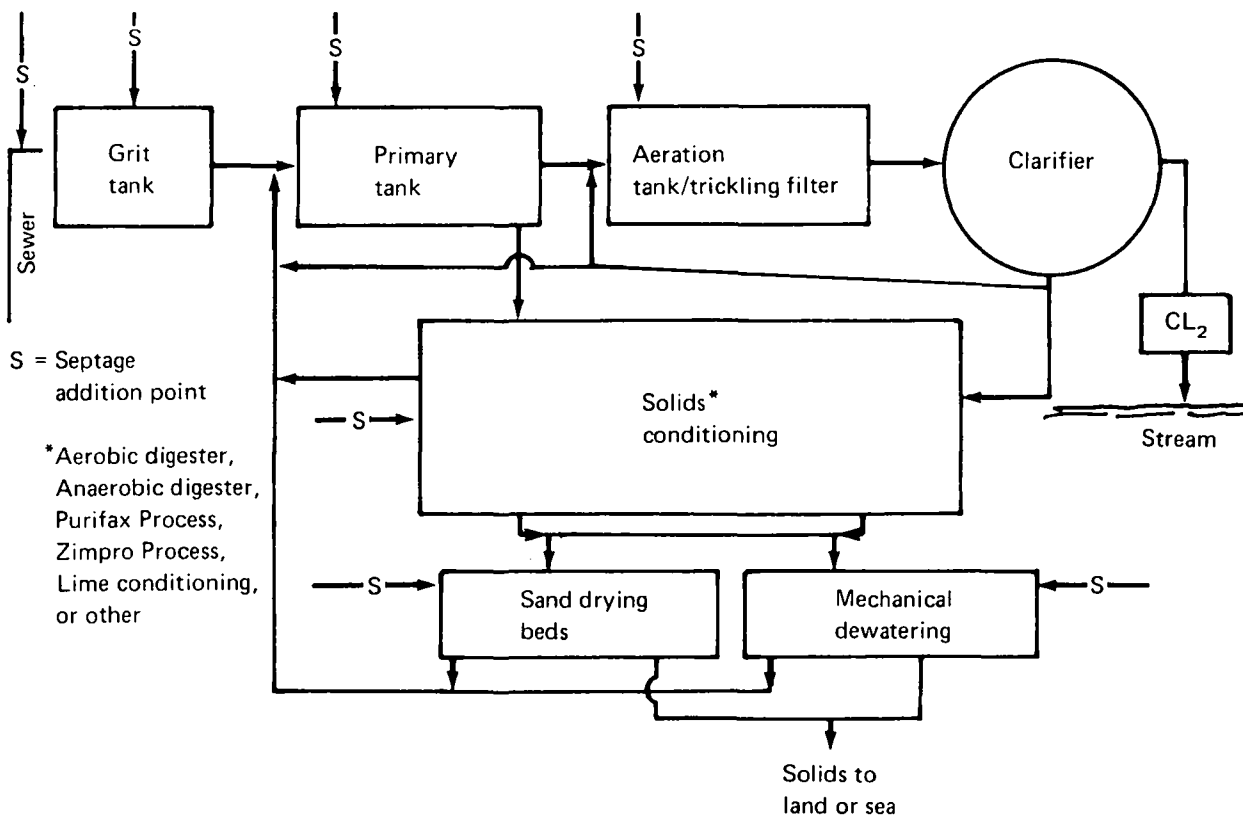 S
S
S
S
Grit
tank
Primary
tank
Aeration
tank/trickling filter
Clarifier
Sewer
CL₂
Stream
S = Septage
addition point
*Aerobic digester,
Anaerobic digester,
Purifax Process,
Zimpro Process,
Lime conditioning,
or other
Solids*
conditioning
S
S
Sand drying
beds
Mechanical
dewatering
S
Solids to
land or sea